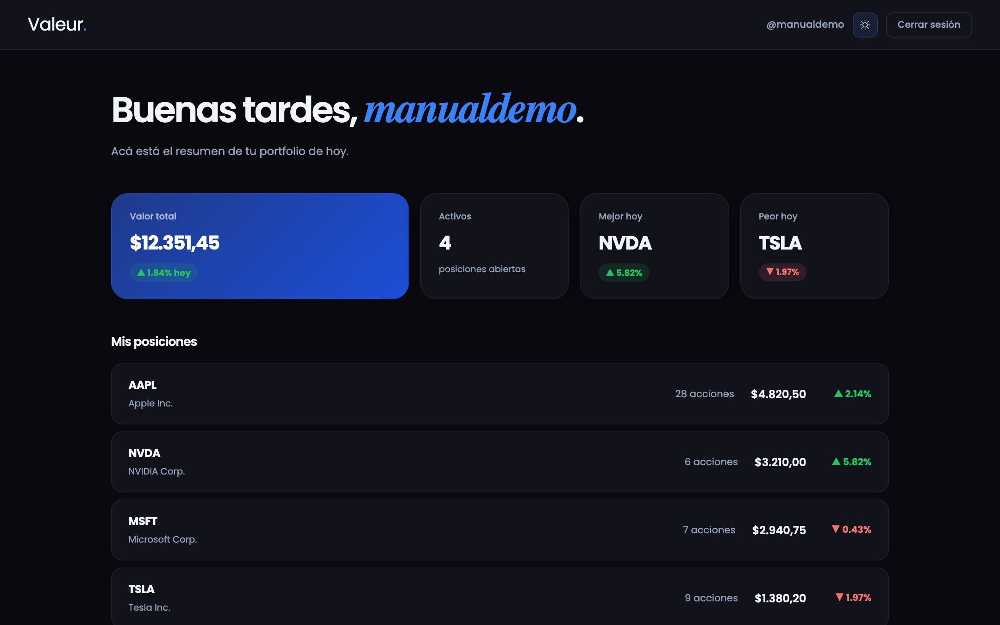 Valeur.
@manualdemo
Cerrar sesión
Buenas tardes, manualdemo.
Acá está el resumen de tu portfolio de hoy.
Valor total
$12.351,45
▲ 1.84% hoy
Activos
4
posiciones abiertas
Mejor hoy
NVDA
▲ 5.82%
Peor hoy
TSLA
▼ 1.97%
Mis posiciones
AAPL
Apple Inc.
28 acciones $4.820,50 ▲ 2.14%
NVDA
NVIDIA Corp.
6 acciones $3.210,00 ▲ 5.82%
MSFT
Microsoft Corp.
7 acciones $2.940,75 ▼ 0.43%
TSLA
Tesla Inc.
9 acciones $1.380,20 ▼ 1.97%